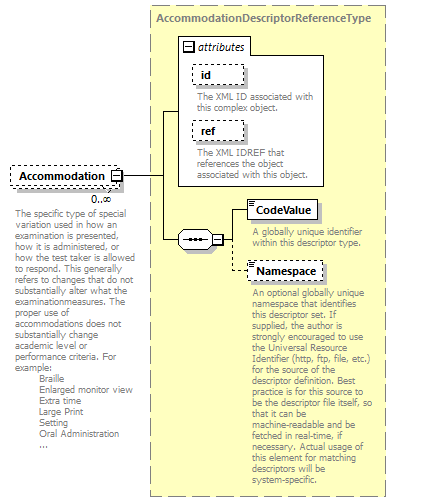 AccommodationDescriptorReferenceType
attributes
id
The XML ID associated with
this complex object.
ref
The XML IDREF that
references the object
associated with this object.
Accommodation
0..∞
The specific type of special
variation used in how an
examination is presented,
how it is administered, or
how the test taker is allowed
to respond. This generally
refers to changes that do not
substantially alter what the
examinationmeasures. The
proper use of
accommodations does not
substantially change
academic level or
performance criteria. For
example:
Braille
Enlarged monitor view
Extra time
Large Print
Setting
Oral Administration
...
CodeValue
A globally unique identifier
within this descriptor type.
Namespace
An optional globally unique
namespace that identifies
this descriptor set. If
supplied, the author is
strongly encouraged to use
the Universal Resource
Identifier (http, ftp, file, etc.)
for the source of the
descriptor definition. Best
practice is for this source to
be the descriptor file itself, so
that it can be
machine-readable and be
fetched in real-time, if
necessary. Actual usage of
this element for matching
descriptors will be
system-specific.